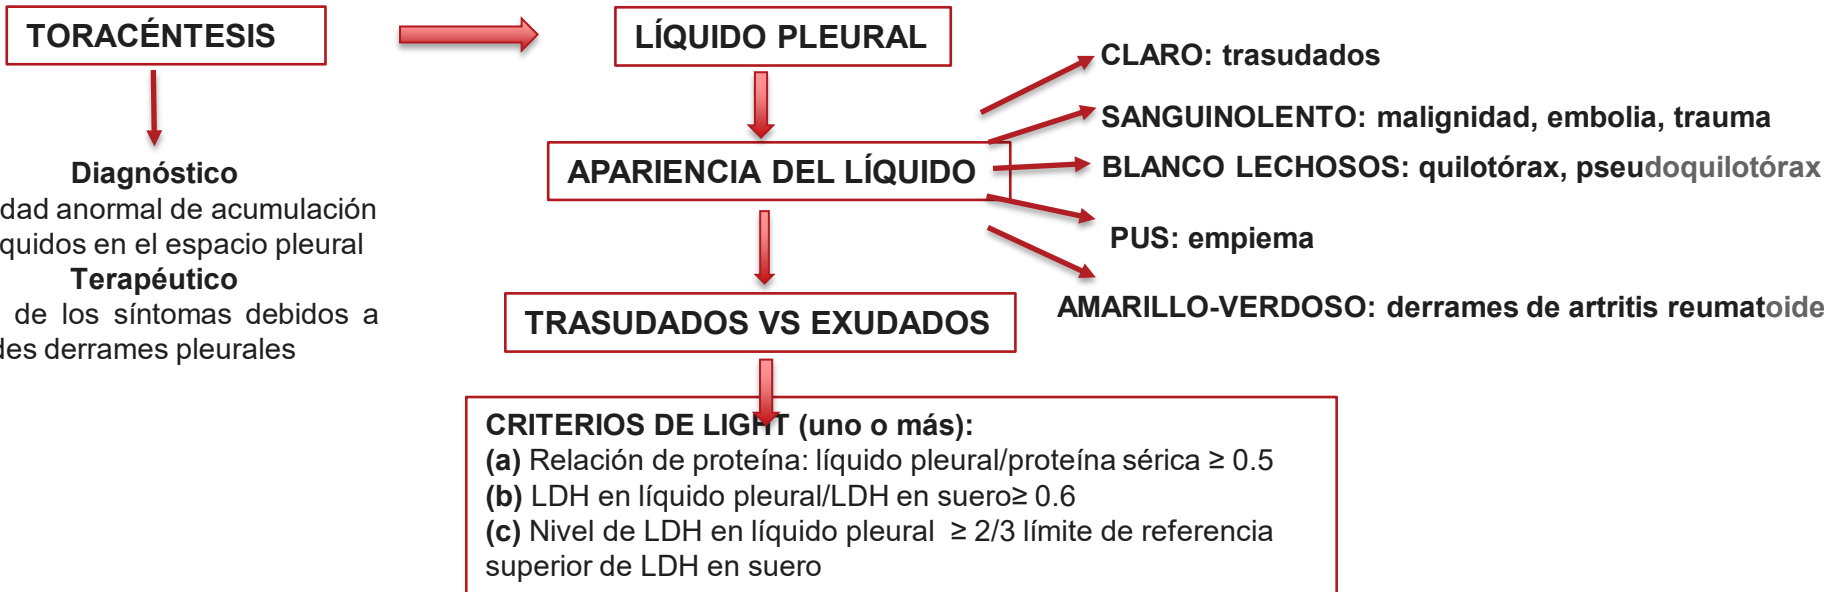 TORACÉNTESIS
LÍQUIDO PLEURAL
CLARO: trasudados
SANGUINOLENTO: malignidad, embolia, trauma
BLANCO LECHOSOS: quilotórax, pseudoquilotórax
PUS: empiema
AMARILLO-VERDOSO: derrames de artritis reumatoide
APARIENCIA DEL LÍQUIDO
TRASUDADOS VS EXUDADOS
Diagnóstico
anormal de acumulación
en el espacio pleural
Terapéutico
de los síntomas debidos a
derrames pleurales
CRITERIOS DE LIGHT (uno o más):
(a) Relación de proteína: líquido pleural/proteína sérica ≥ 0.5
(b) LDH en líquido pleural/LDH en suero≥ 0.6
(c) Nivel de LDH en líquido pleural ≥ 2/3 límite de referencia
superior de LDH en suero